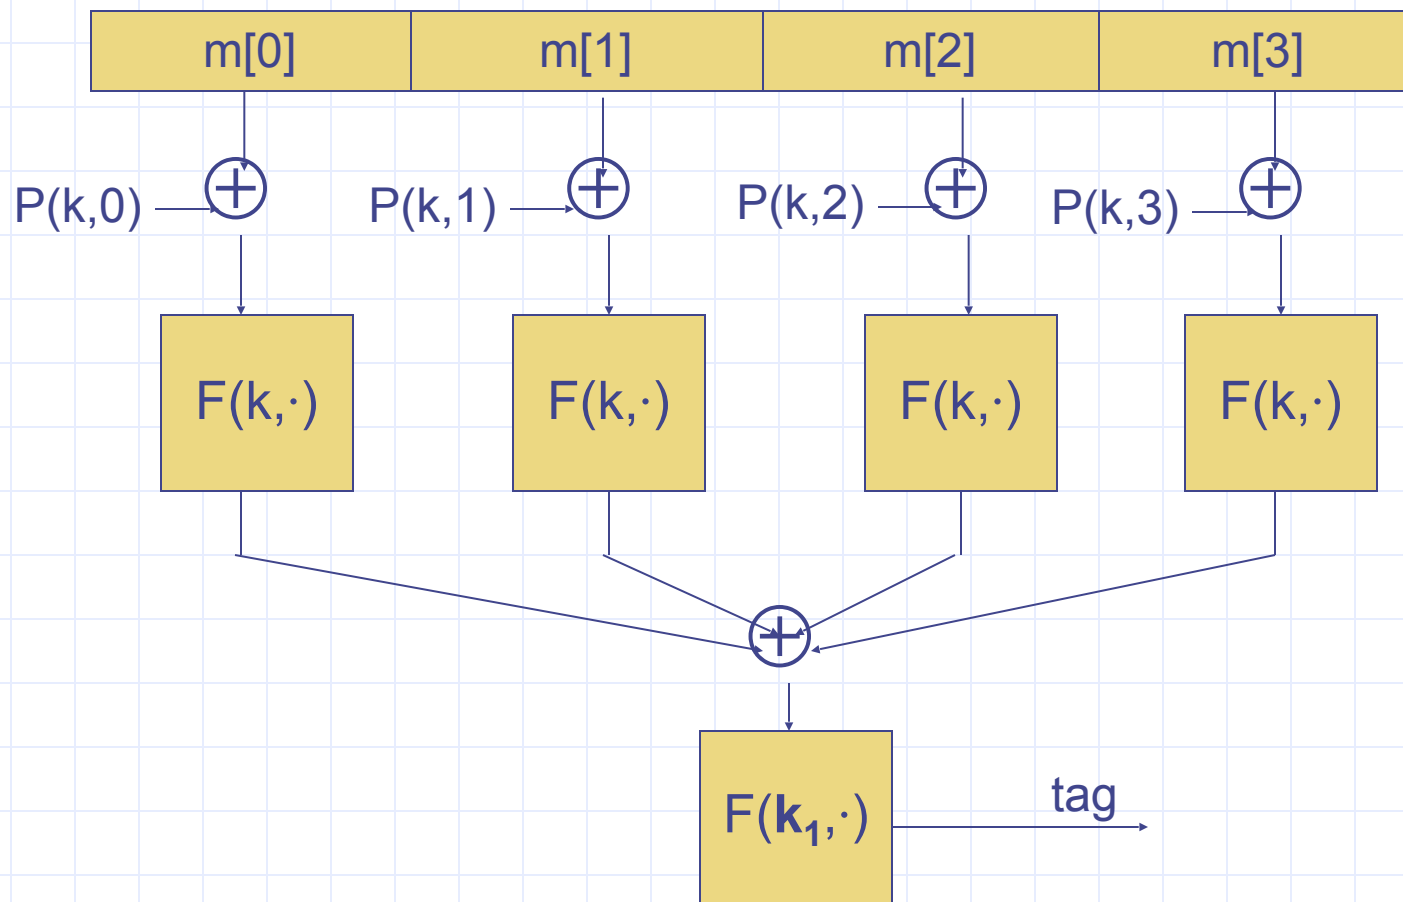 m[0] m[1] m[2] m[3]
P(k,0) P(k,1) P(k,2) P(k,3)
F(k,·) F(k,·) F(k,·) F(k,·)
tag
F(k₁,·)